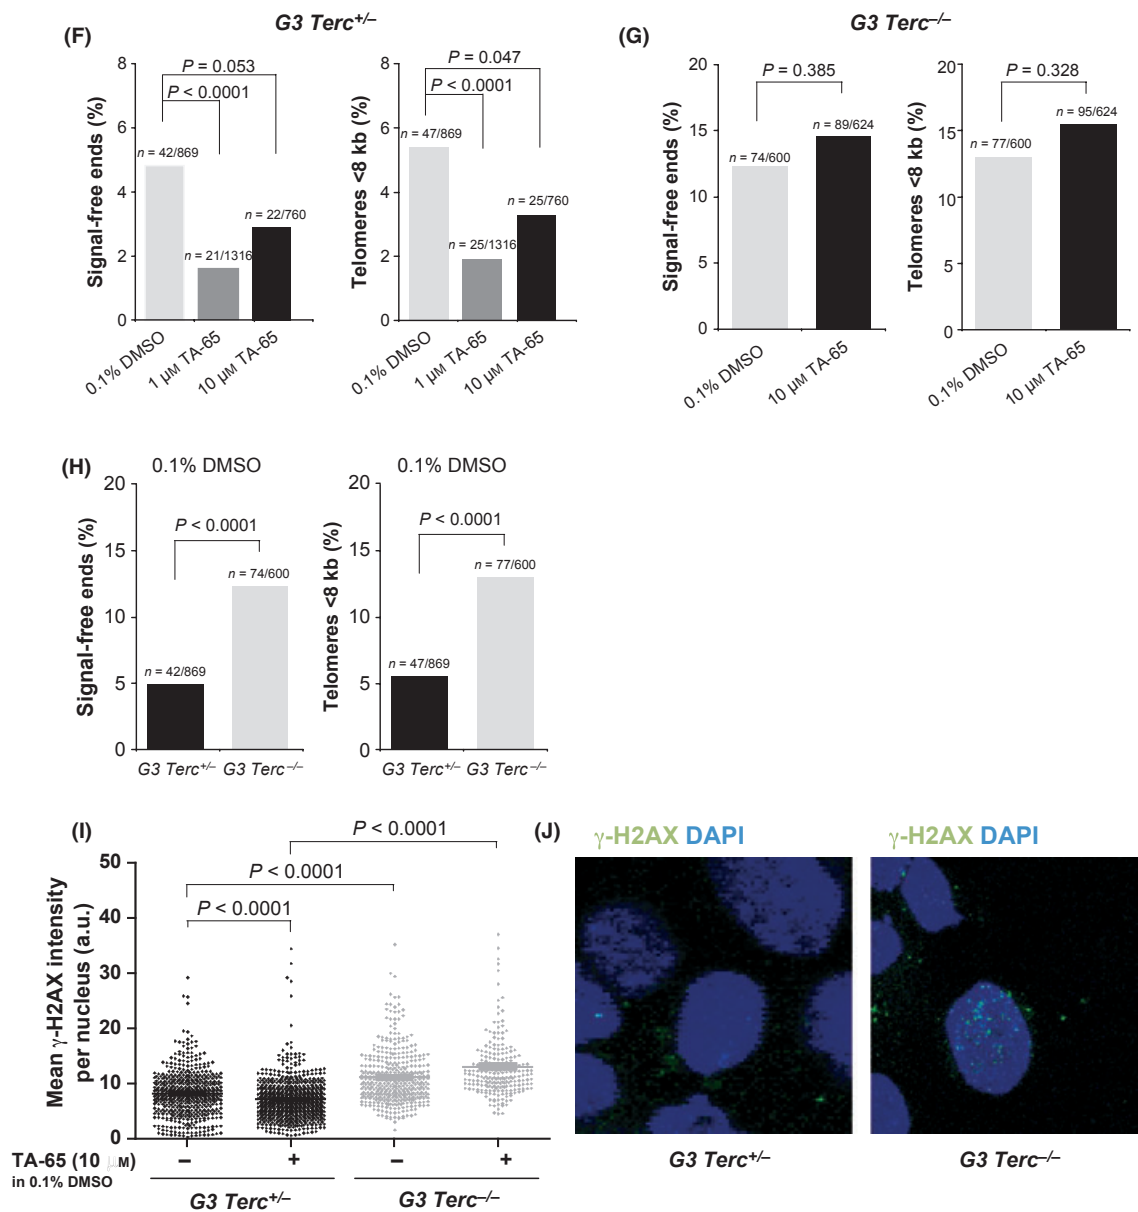 G3 Terc+/–
(F)
P = 0.053
P < 0.0001
n = 42/869
n = 21/1316
n = 22/760
Signal-free ends (%)
8
6
4
2
0
0.1% DMSO
1 μM TA-65
10 μM TA-65
P = 0.047
P < 0.0001
n = 47/869
n = 25/1316
n = 25/760
Telomeres <8 kb (%)
8
6
4
2
0
0.1% DMSO
1 μM TA-65
10 μM TA-65
G3 Terc–/–
(G)
P = 0.385
n = 74/600
n = 89/624
Signal-free ends (%)
20
15
10
5
0
0.1% DMSO
10 μM TA-65
P = 0.328
n = 77/600
n = 95/624
Telomeres <8 kb (%)
20
15
10
5
0
0.1% DMSO
10 μM TA-65
(H)
0.1% DMSO
P < 0.0001
n = 42/869
n = 74/600
Signal-free ends (%)
20
15
10
5
0
G3 Terc+/–
G3 Terc–/–
0.1% DMSO
P < 0.0001
n = 47/869
n = 77/600
Telomeres <8 kb (%)
20
15
10
5
0
G3 Terc+/–
G3 Terc–/–
(I)
P < 0.0001
P < 0.0001
P < 0.0001
Mean γ-H2AX intensity
per nucleus (a.u.)
50
40
30
20
10
0
TA-65 (10 μM)
in 0.1% DMSO
– + – +
G3 Terc+/–
G3 Terc–/–
(J)
γ-H2AX DAPI
γ-H2AX DAPI
G3 Terc+/–
G3 Terc–/–